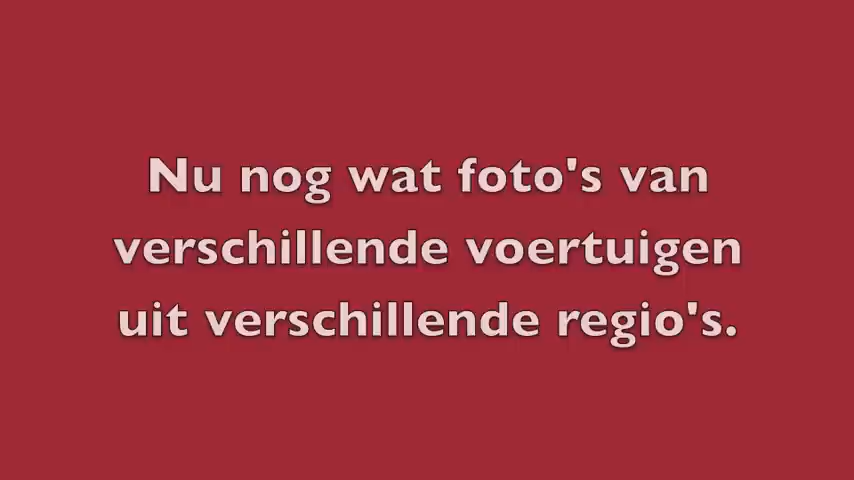 Nu nog wat foto's van
verschillende voertuigen
uit verschillende regio's.